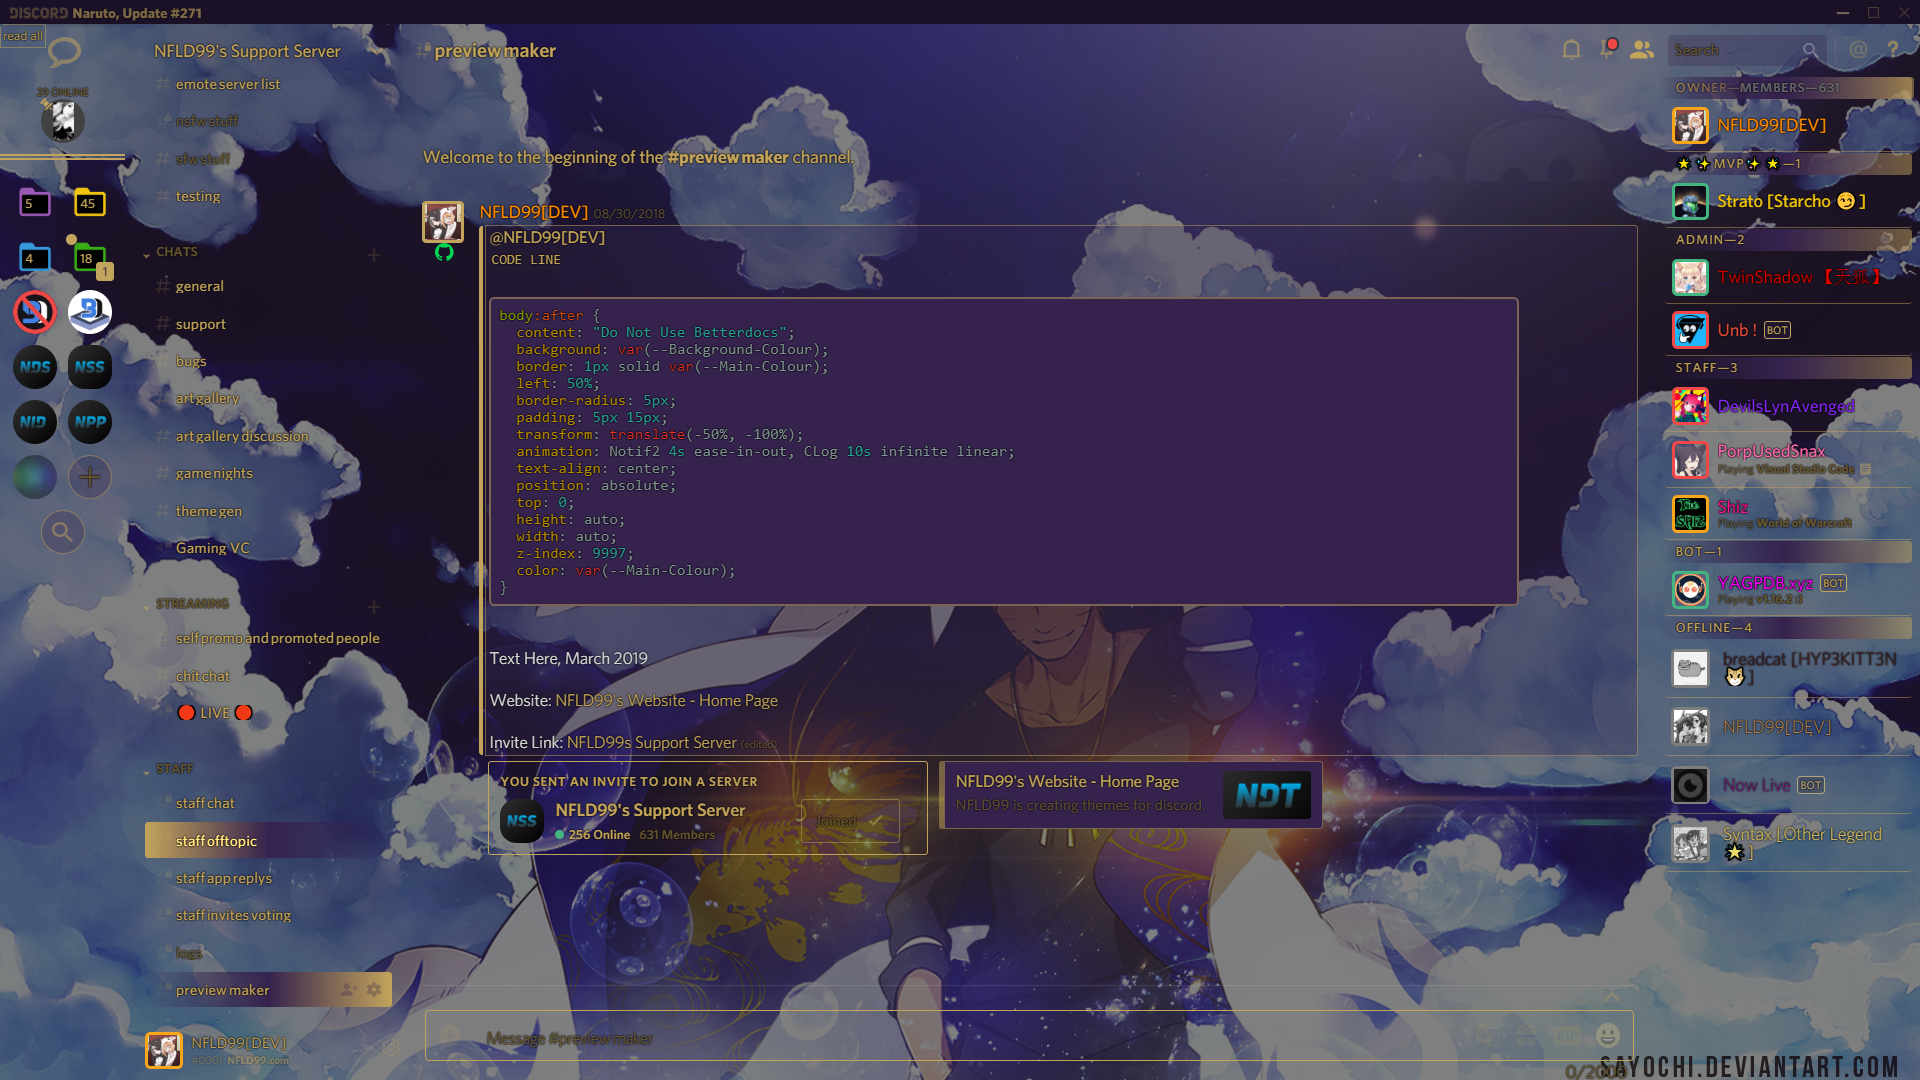 DISCORD Naruto, Update #271
read all
29 ONLINE
5
45
4
18
1
NDS
NSS
NID
NPP
NFLD99's Support Server
emote server list
nsfw stuff
sfw stuff
testing
CHATS
general
support
bugs
art gallery
art gallery discussion
game nights
theme gen
Gaming VC
STREAMING
self promo and promoted people
chit chat
LIVE
STAFF
staff chat
staff offtopic
staff app replys
staff invites voting
logs
preview maker
NFLD99[DEV]
#0001 NFLD99.com
preview maker
Welcome to the beginning of the #preview maker channel.
NFLD99[DEV] 08/30/2018
@NFLD99[DEV]
CODE LINE
body:after {
content: "Do Not Use Betterdocs";
background: var(--Background-Colour);
border: 1px solid var(--Main-Colour);
left: 50%;
border-radius: 5px;
padding: 5px 15px;
transform: translate(-50%, -100%);
animation: Notif2 4s ease-in-out, CLog 10s infinite linear;
text-align: center;
position: absolute;
top: 0;
height: auto;
width: auto;
z-index: 9997;
color: var(--Main-Colour);
}
Text Here, March 2019
Website: NFLD99's Website - Home Page
Invite Link: NFLD99s Support Server (edited)
YOU SENT AN INVITE TO JOIN A SERVER
NSS
NFLD99's Support Server
256 Online 631 Members
Joined
NFLD99's Website - Home Page
NFLD99 is creating themes for discord.
NDT
Message #preview maker
GIF
0/2000
Search
OWNER—MEMBERS—631
NFLD99[DEV]
MVP —1
Strato [Starcho 😏]
ADMIN—2
TwinShadow 【天狐】
Unb ! BOT
STAFF—3
DevilsLynAvenged
PorpUsedSnax
Playing Visual Studio Code
Shiz
Playing World of Warcraft
The SHIZ
BOT—1
YAGPDB.xyz BOT
Playing v1.16.2 :)
OFFLINE—4
breadcat [HYP3KITT3N
🐱]
NFLD99[DEV]
Now Live BOT
Syntax [Other Legend
🌟]
SAYOCHI.DEVIANTART.COM